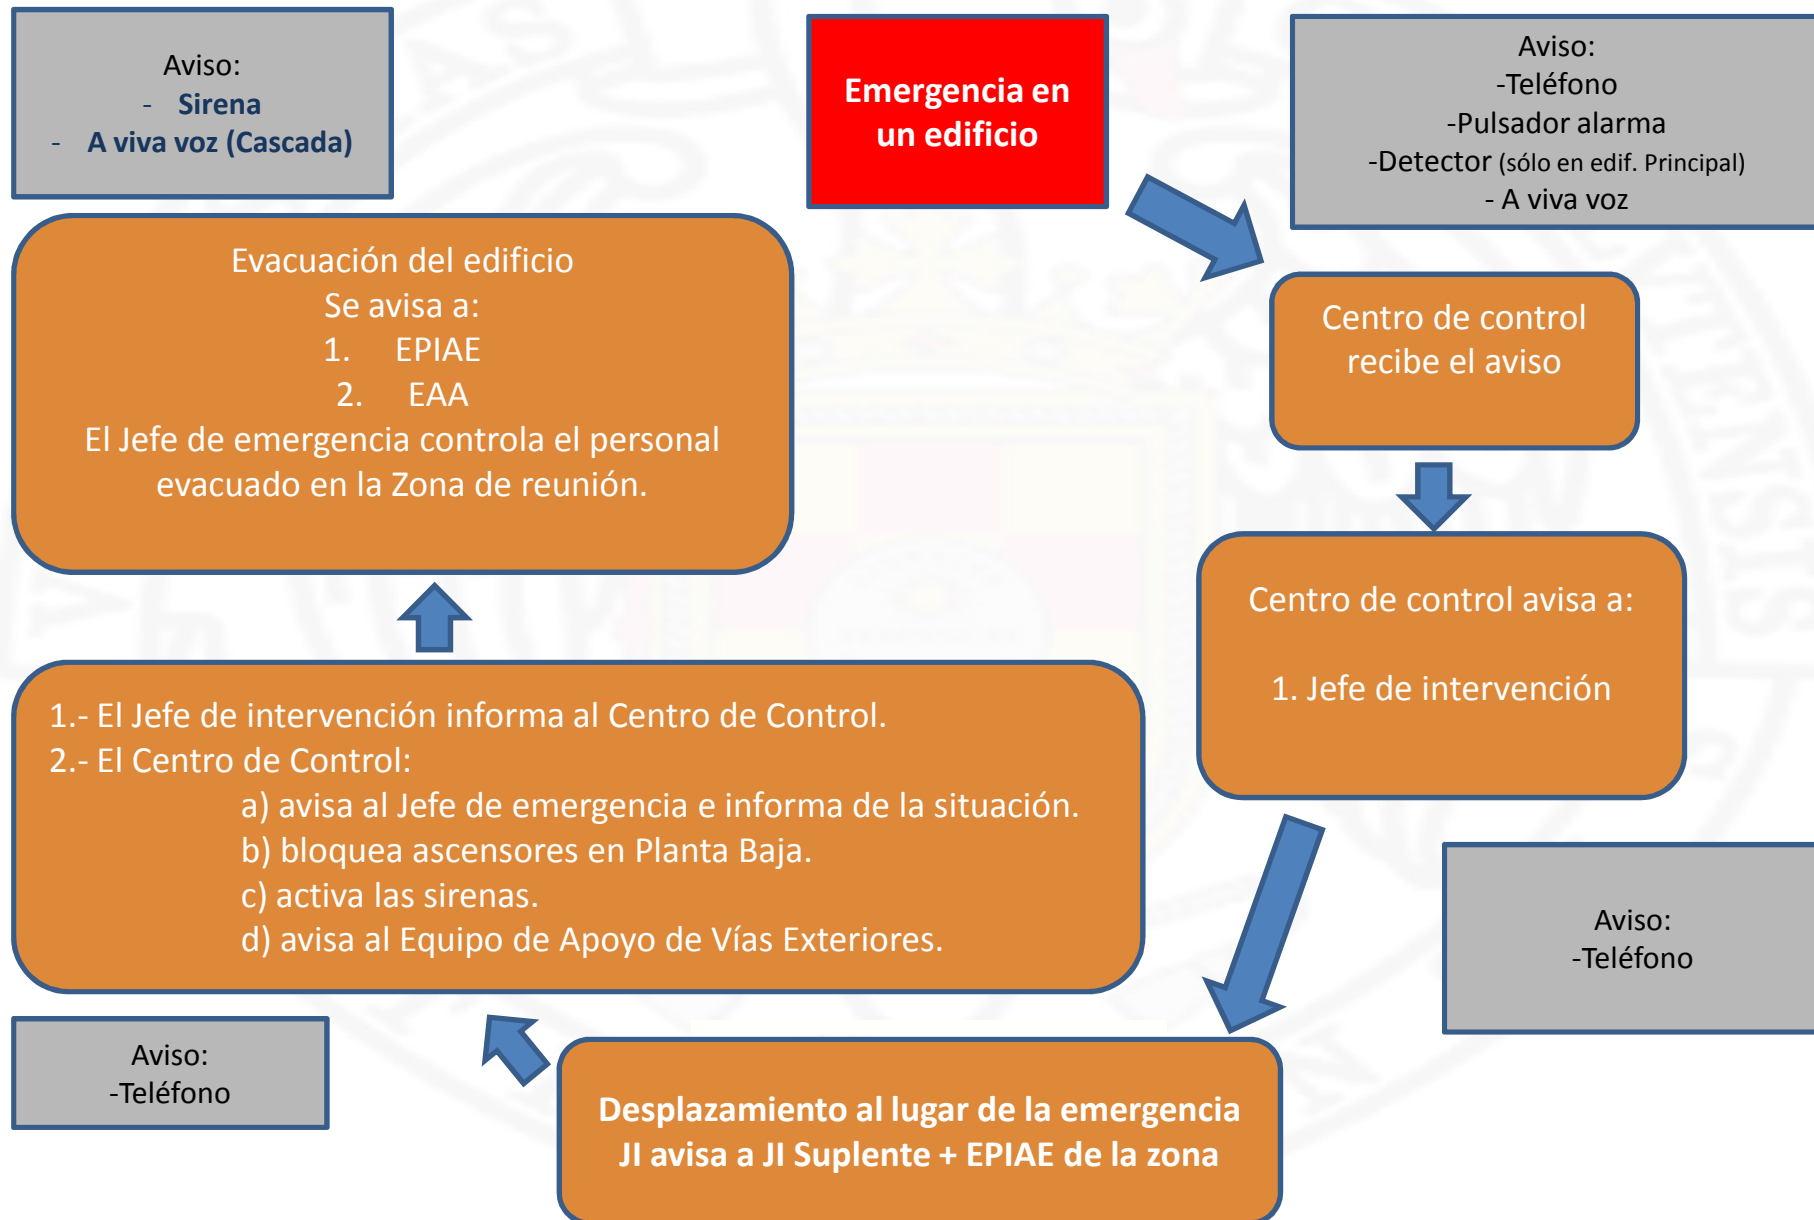 Aviso:
- Sirena
- A viva voz (Cascada)
Emergencia en
un edificio
Aviso:
-Teléfono
-Pulsador alarma
-Detector (sólo en edif. Principal)
- A viva voz
Evacuación del edificio
Se avisa a:
1. EPIAE
2. EAA
El Jefe de emergencia controla el personal
evacuado en la Zona de reunión.
Centro de control
recibe el aviso
Centro de control avisa a:
1. Jefe de intervención
1.- El Jefe de intervención informa al Centro de Control.
2.- El Centro de Control:
a) avisa al Jefe de emergencia e informa de la situación.
b) bloquea ascensores en Planta Baja.
c) activa las sirenas.
d) avisa al Equipo de Apoyo de Vías Exteriores.
Aviso:
-Teléfono
Aviso:
-Teléfono
Desplazamiento al lugar de la emergencia
JI avisa a JI Suplente + EPIAE de la zona